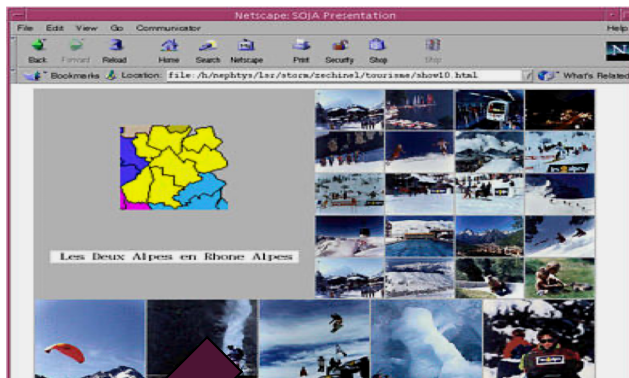 Netscape: SOJA Presentation
File Edit View Go Communicator Help
Back Forward Reload Home Search Netscape Print Security Shop Stop
Bookmarks Location: file:/h/nephtys/lsr/storm/zechinel/tourisme/show10.html What's Related
N
Les Deux Alpes en Rhone Alpes